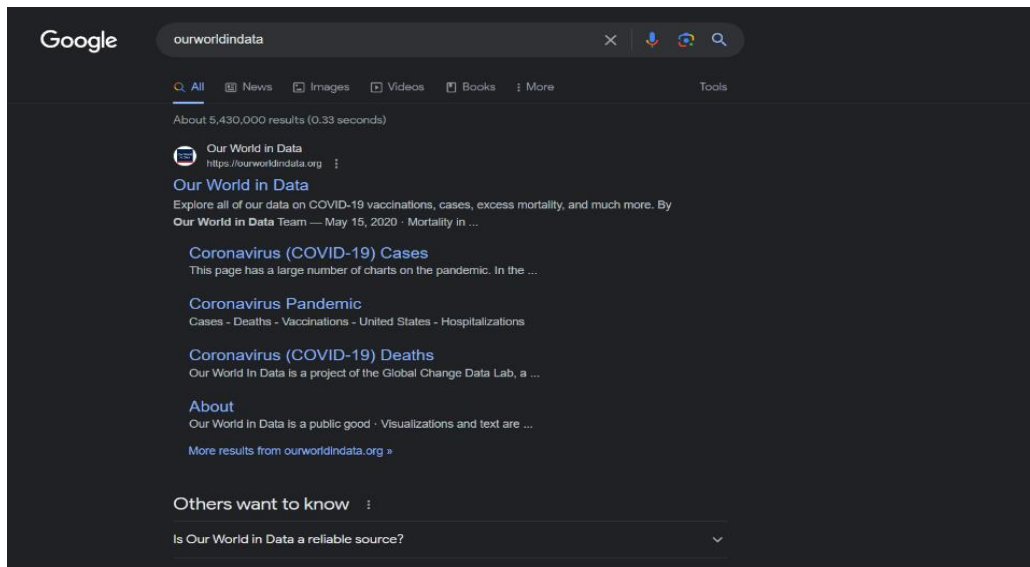 Google
ourworldindata
All News Images Videos Books More Tools
About 5,430,000 results (0.33 seconds)
Our World in Data
https://ourworldindata.org
Our World in Data
Explore all of our data on COVID-19 vaccinations, cases, excess mortality, and much more. By
Our World in Data Team — May 15, 2020 · Mortality in ...
Coronavirus (COVID-19) Cases
This page has a large number of charts on the pandemic. In the ...
Coronavirus Pandemic
Cases - Deaths - Vaccinations - United States - Hospitalizations
Coronavirus (COVID-19) Deaths
Our World In Data is a project of the Global Change Data Lab, a ...
About
Our World in Data is a public good · Visualizations and text are ...
More results from ourworldindata.org »
Others want to know
Is Our World in Data a reliable source?